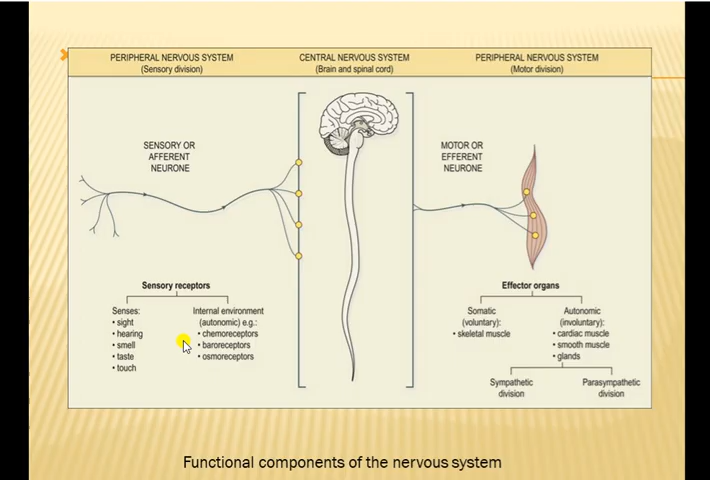 PERIPHERAL NERVOUS SYSTEM
(Sensory division)
CENTRAL NERVOUS SYSTEM
(Brain and spinal cord)
PERIPHERAL NERVOUS SYSTEM
(Motor division)
SENSORY OR
AFFERENT
NEURONE
MOTOR OR
EFFERENT
NEURONE
Sensory receptors
Senses:
• sight
• hearing
• smell
• taste
• touch
Internal environment
(autonomic) e.g.:
• chemoreceptors
• baroreceptors
• osmoreceptors
Effector organs
Somatic
(voluntary):
• skeletal muscle
Autonomic
(involuntary):
• cardiac muscle
• smooth muscle
• glands
Sympathetic
division
Parasympathetic
division
Functional components of the nervous system